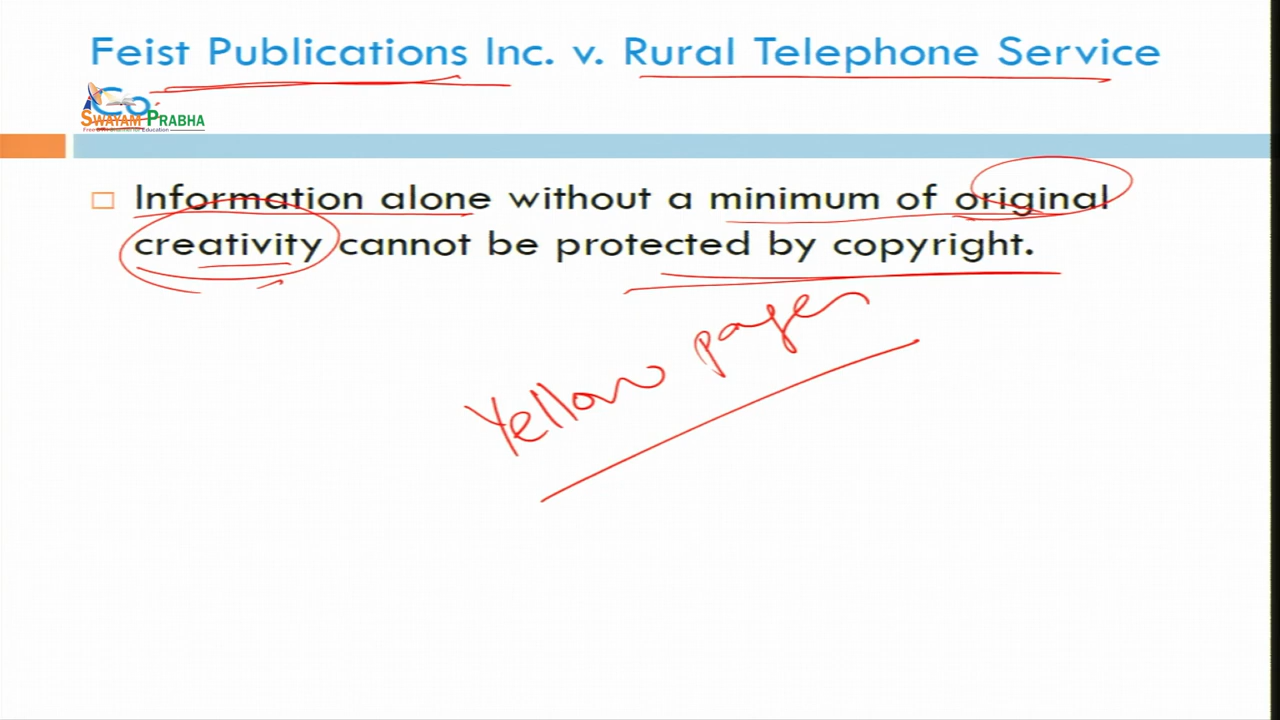 Feist Publications Inc. v. Rural Telephone Service
Co.
SWAYAM PRABHA
Information alone without a minimum of original
creativity cannot be protected by copyright.
Yellow pages